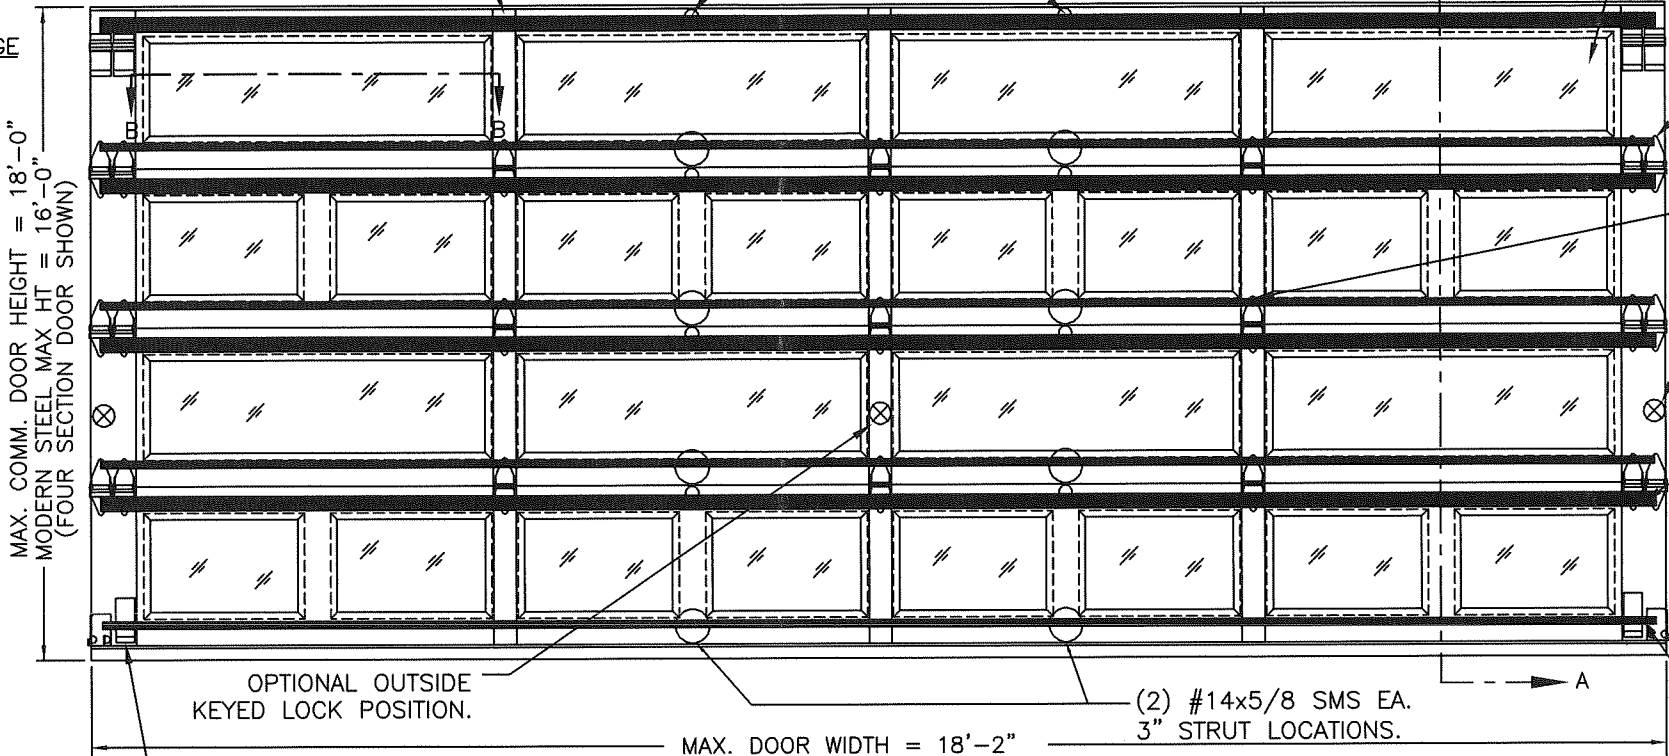 MAX. COMM. DOOR HEIGHT = 18'-0"
MODERN STEEL MAX HT = 16'-0"
(FOUR SECTION DOOR SHOWN)
B
B
OPTIONAL OUTSIDE
KEYED LOCK POSITION.
(2) #14x5/8 SMS EA.
3" STRUT LOCATIONS.
A
MAX. DOOR WIDTH = 18'-2"